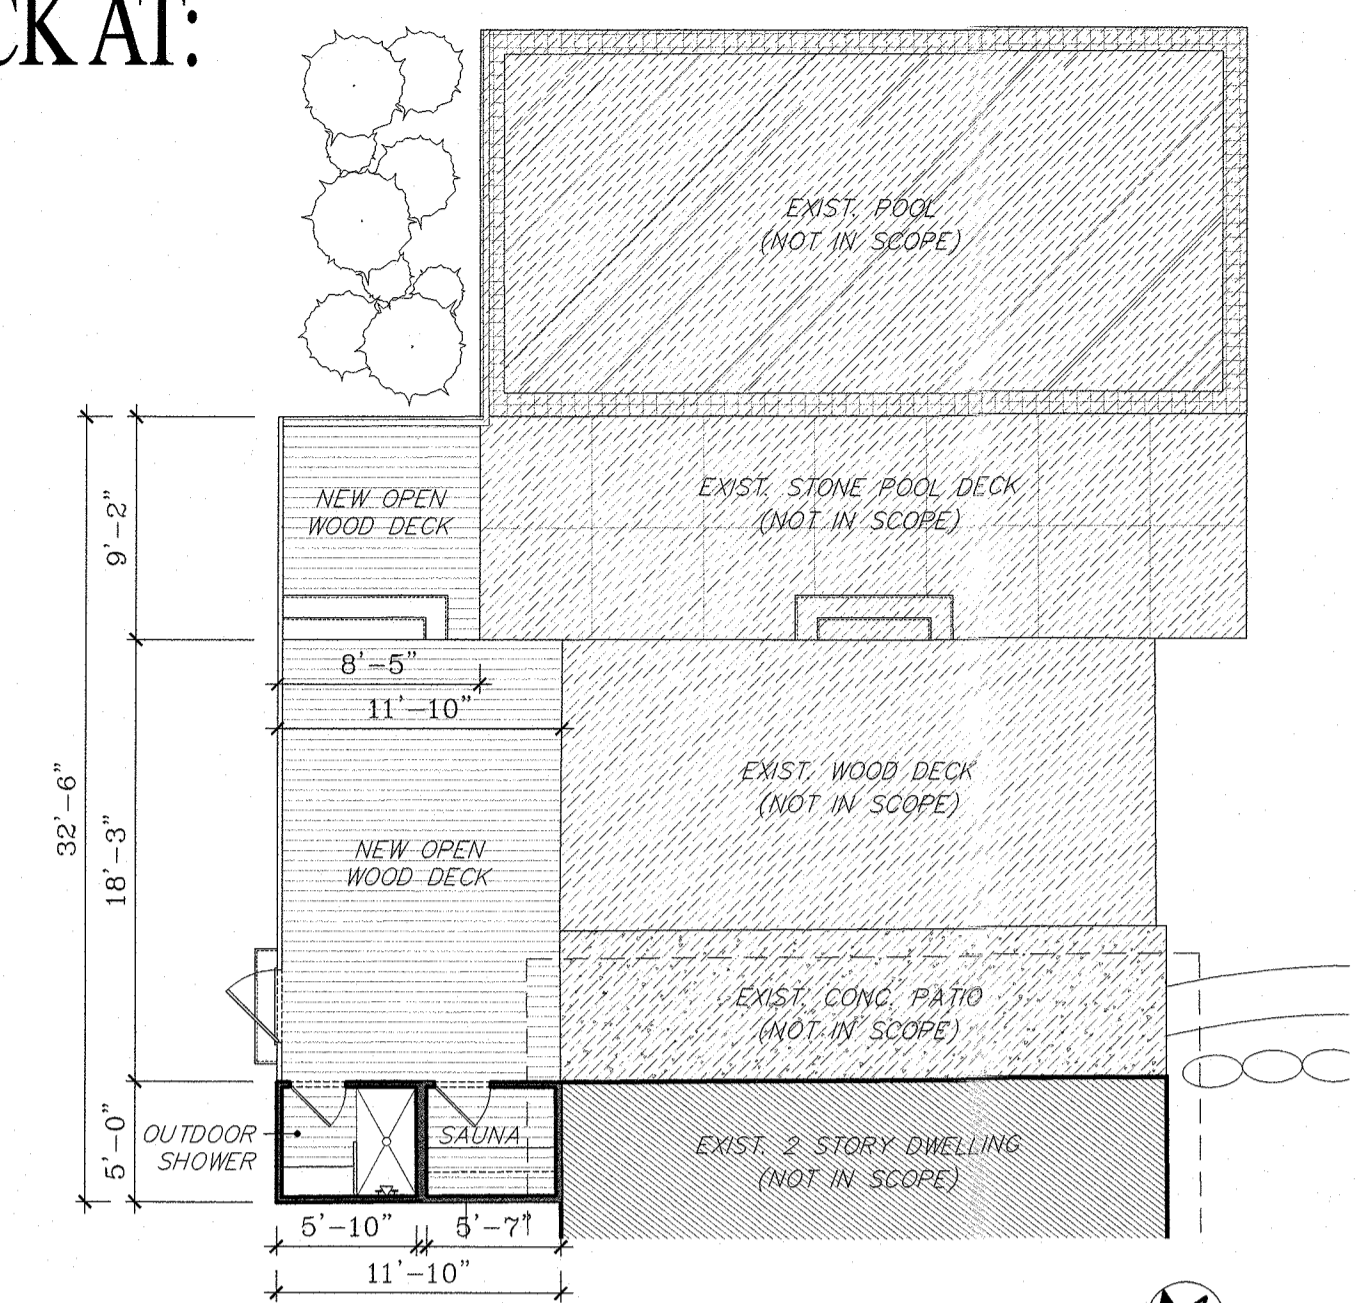 CK AT:
EXIST. POOL
(NOT IN SCOPE)
NEW OPEN
WOOD DECK
EXIST. STONE POOL DECK
(NOT IN SCOPE)
9'-2"
8'-5"
11'-10"
32'-6"
18'-3"
EXIST. WOOD DECK
(NOT IN SCOPE)
NEW OPEN
WOOD DECK
EXIST. CONC. PATIO
(NOT IN SCOPE)
5'-0"
OUTDOOR
SHOWER
SAUNA
EXIST. 2 STORY DWELLING
(NOT IN SCOPE)
5'-10"
5'-7"
11'-10"